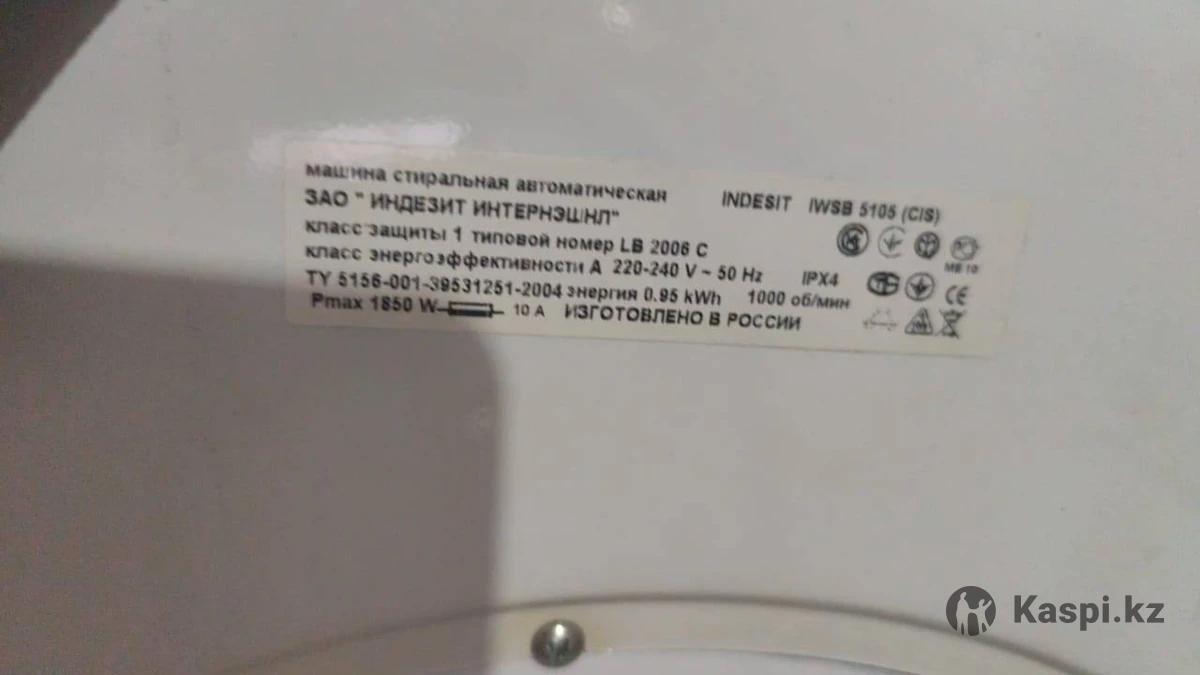 машина стиральная автоматическая
ЗАО " ИНДЕЗИТ ИНТЕРНЭШНЛ"
класс защиты 1 типовой номер LB 2006 C
класс энергоэффективности A 220-240 V ~ 50 Hz IPX4
ТУ 5156-001-39531251-2004 энергия 0.95 kWh 1000 об/мин
Pmax 1850 W 10 A ИЗГОТОВЛЕНО В РОССИИ
INDESIT IWSB 5105 (CIS)
ME 10
CE
Kaspi.kz